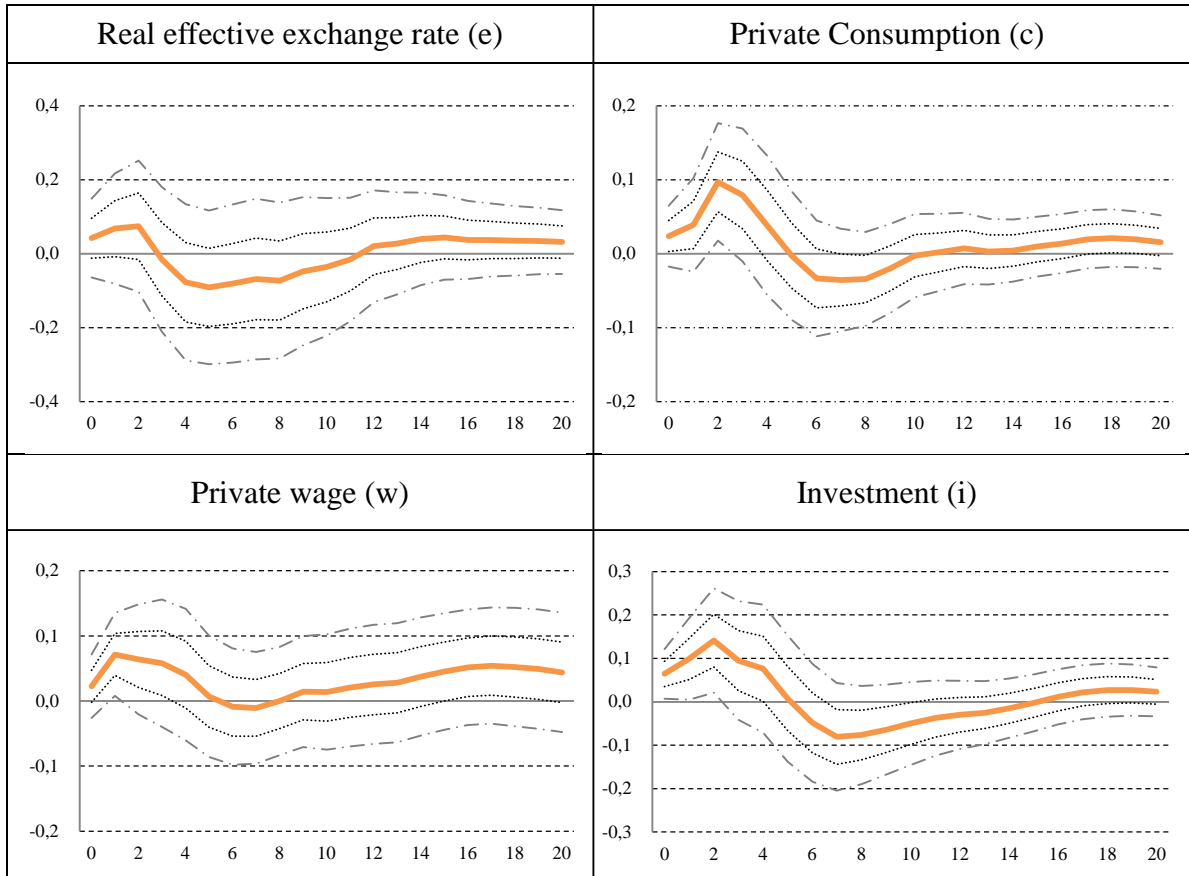 Real effective exchange rate (e)
Private Consumption (c)
0,4
0,2
0,0
-0,2
-0,4
0 2 4 6 8 10 12 14 16 18 20
0,2
0,1
0,0
-0,1
-0,2
0 2 4 6 8 10 12 14 16 18 20
Private wage (w)
Investment (i)
0,2
0,1
0,0
-0,1
-0,2
0 2 4 6 8 10 12 14 16 18 20
0,3
0,2
0,1
0,0
-0,1
-0,2
-0,3
0 2 4 6 8 10 12 14 16 18 20